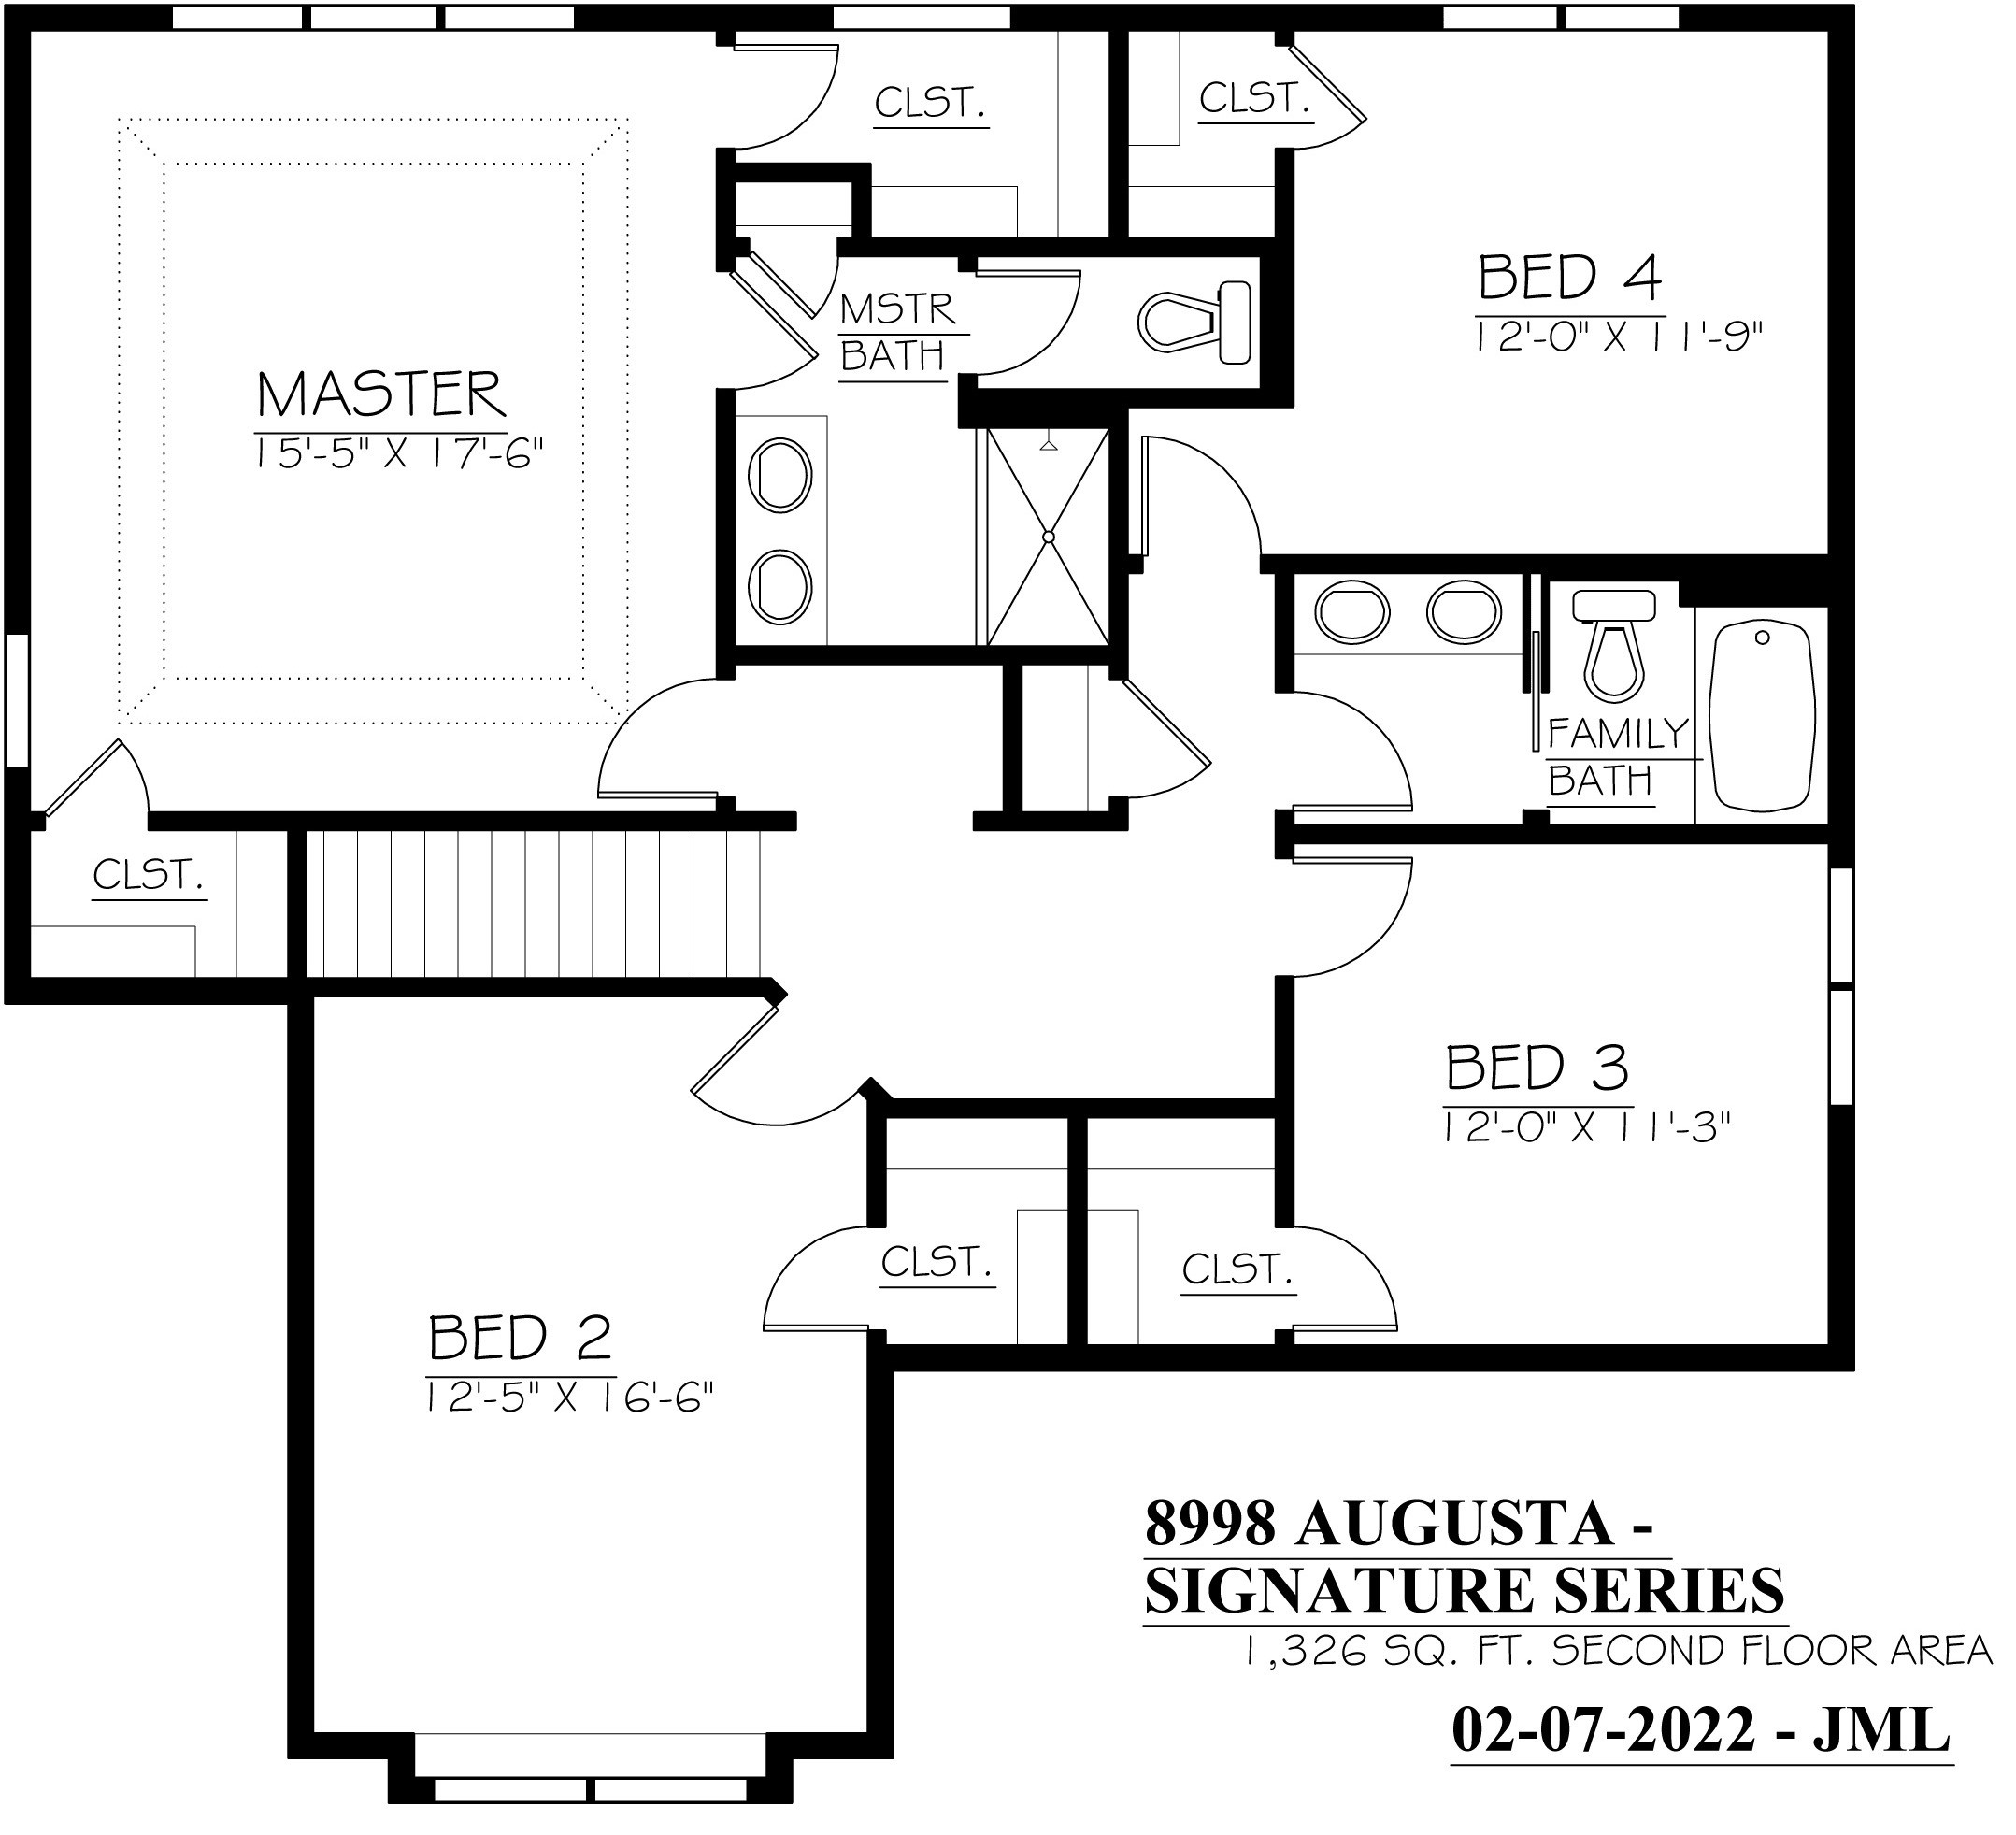 CLST.
CLST.
BED 4
12'-0" X 11'-9"
MSTR
BATH
MASTER
15'-5" X 17'-6"
FAMILY
BATH
CLST.
BED 3
12'-0" X 11'-3"
CLST.
CLST.
BED 2
12'-5" X 16'-6"
8998 AUGUSTA -
SIGNATURE SERIES
1,326 SQ. FT. SECOND FLOOR AREA
02-07-2022 - JML